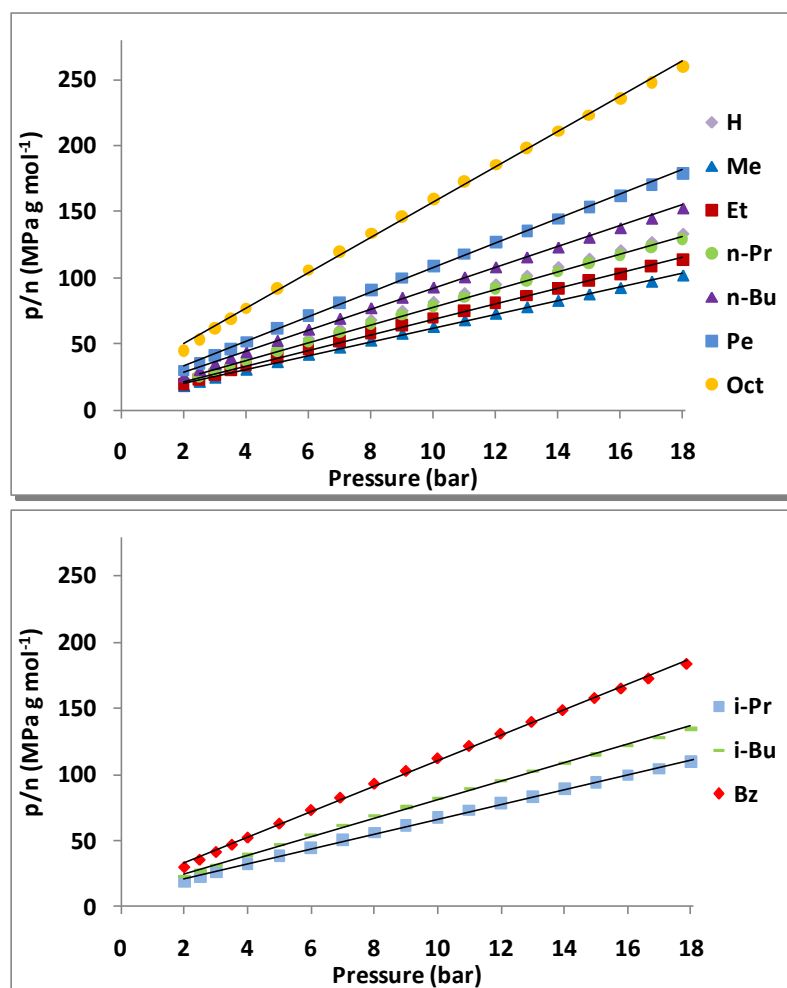 250
200
150
100
50
0
p/n (MPa g mol⁻¹)
0 2 4 6 8 10 12 14 16 18
Pressure (bar)
H
Me
Et
n-Pr
n-Bu
Pe
Oct
250
200
150
100
50
0
p/n (MPa g mol⁻¹)
0 2 4 6 8 10 12 14 16 18
Pressure (bar)
i-Pr
i-Bu
Bz